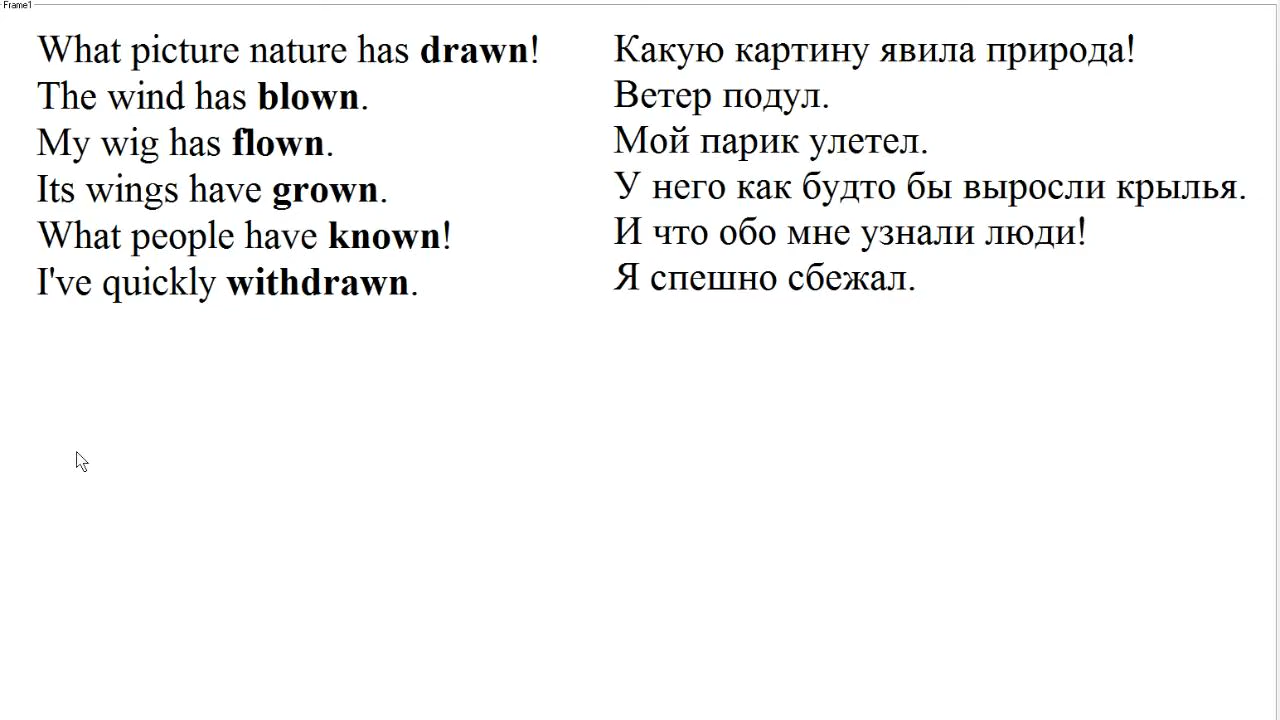 Frame1
What picture nature has drawn!
The wind has blown.
My wig has flown.
Its wings have grown.
What people have known!
I've quickly withdrawn.
Какую картину явила природа!
Ветер подул.
Мой парик улетел.
У него как будто бы выросли крылья.
И что обо мне узнали люди!
Я спешно сбежал.